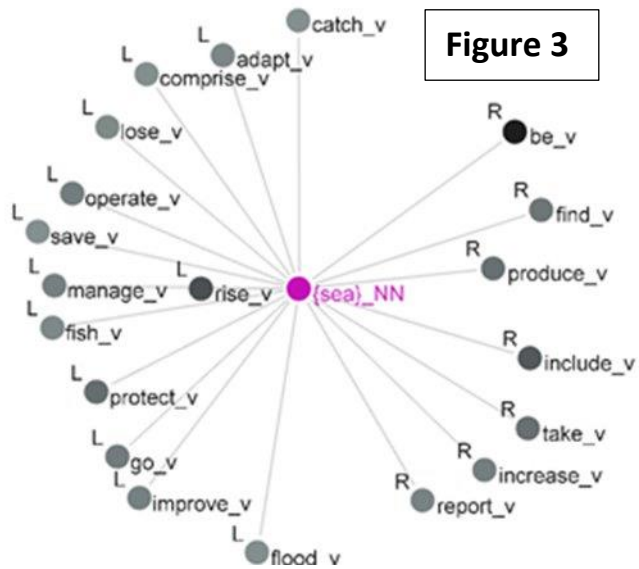 catch_v
Figure 3
L adapt_v
L comprise_v
R be_v
L lose_v
L operate_v
R find_v
L save_v
R produce_v
L manage_v
L rise_v
{sea}_NN
L fish_v
R include_v
L protect_v
R take_v
L go_v
R increase_v
L improve_v
R report_v
L flood_v